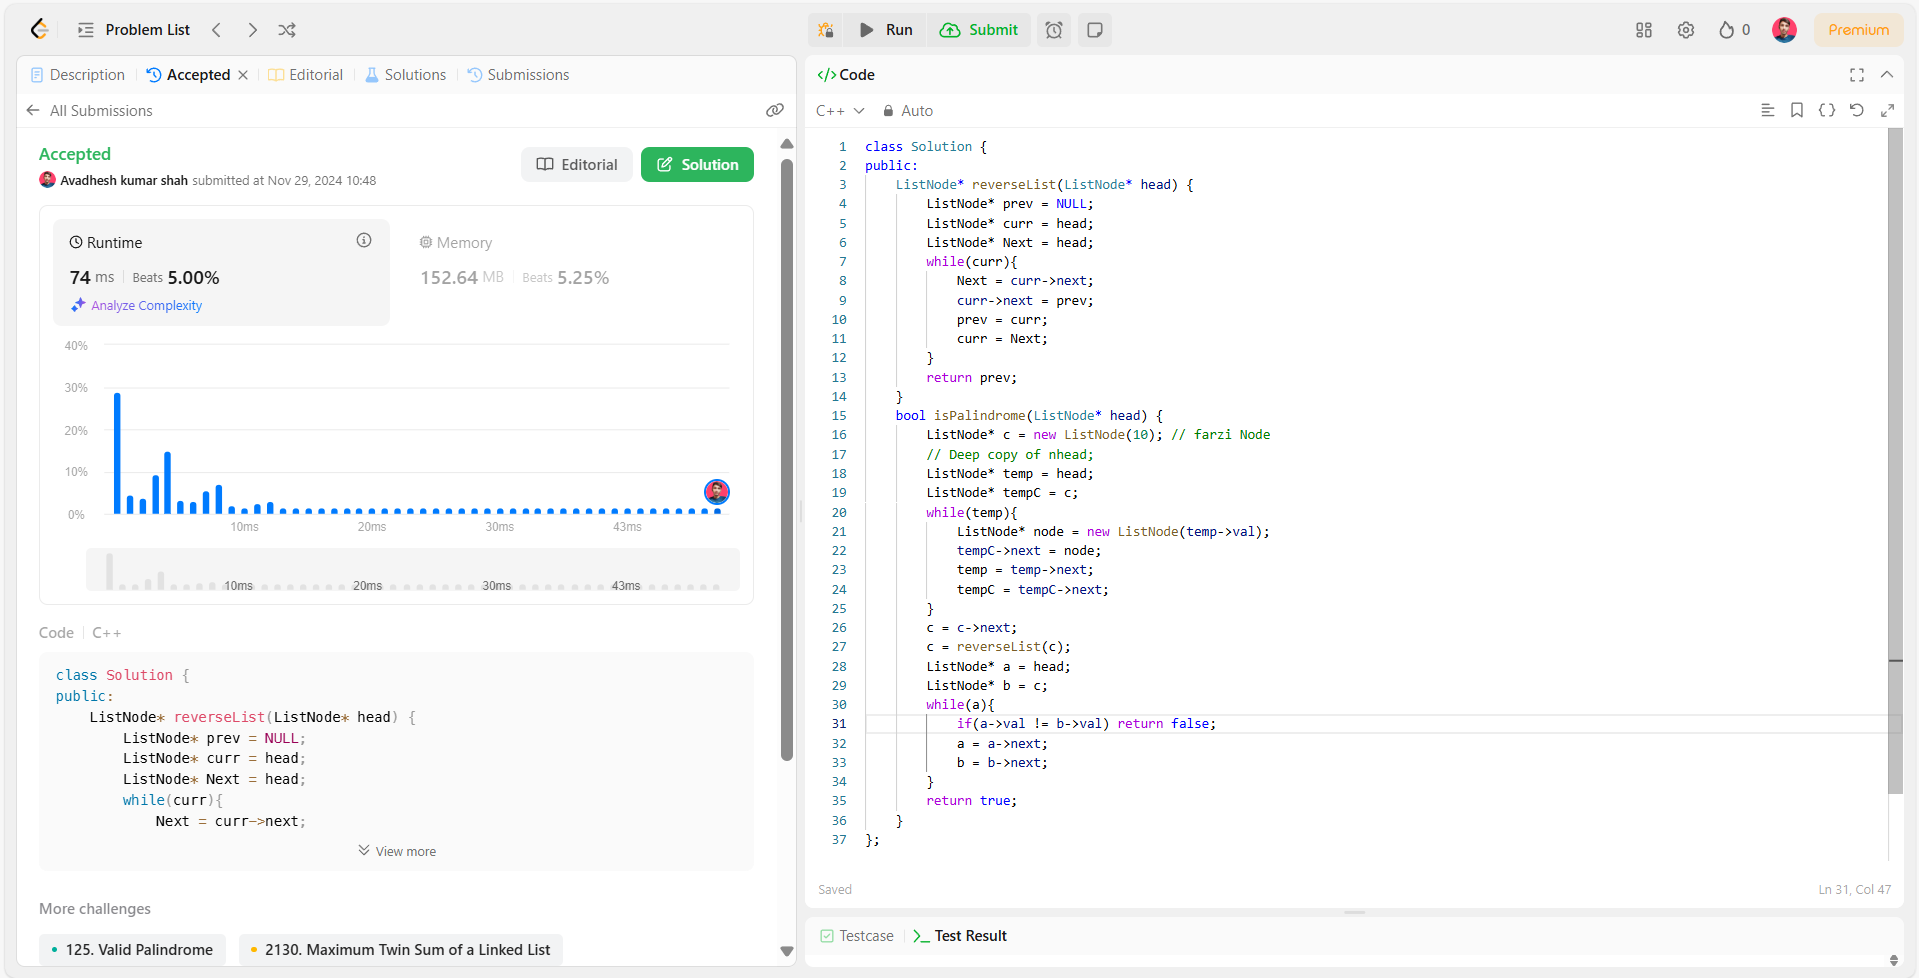 Problem List
Run
Submit
0
Premium
Description
Accepted
Editorial
Solutions
Submissions
All Submissions
Accepted
Avadhesh kumar shah submitted at Nov 29, 2024 10:48
Editorial
Solution
Runtime
74 ms
Beats 5.00%
Analyze Complexity
Memory
152.64 MB
Beats 5.25%
40%
30%
20%
10%
0%
10ms
20ms
30ms
43ms
10ms
20ms
30ms
43ms
Code
C++
class Solution {
public:
    ListNode* reverseList(ListNode* head) {
        ListNode* prev = NULL;
        ListNode* curr = head;
        ListNode* Next = head;
        while(curr){
            Next = curr->next;
View more
More challenges
125. Valid Palindrome
2130. Maximum Twin Sum of a Linked List
</> Code
C++
Auto
1 class Solution {
2 public:
3     ListNode* reverseList(ListNode* head) {
4         ListNode* prev = NULL;
5         ListNode* curr = head;
6         ListNode* Next = head;
7         while(curr){
8             Next = curr->next;
9             curr->next = prev;
10             prev = curr;
11             curr = Next;
12         }
13         return prev;
14     }
15     bool isPalindrome(ListNode* head) {
16         ListNode* c = new ListNode(10); // farzi Node
17         // Deep copy of nhead;
18         ListNode* temp = head;
19         ListNode* tempC = c;
20         while(temp){
21             ListNode* node = new ListNode(temp->val);
22             tempC->next = node;
23             temp = temp->next;
24             tempC = tempC->next;
25         }
26         c = c->next;
27         c = reverseList(c);
28         ListNode* a = head;
29         ListNode* b = c;
30         while(a){
31             if(a->val != b->val) return false;
32             a = a->next;
33             b = b->next;
34         }
35         return true;
36     }
37 };
Saved
Ln 31, Col 47
Testcase
Test Result